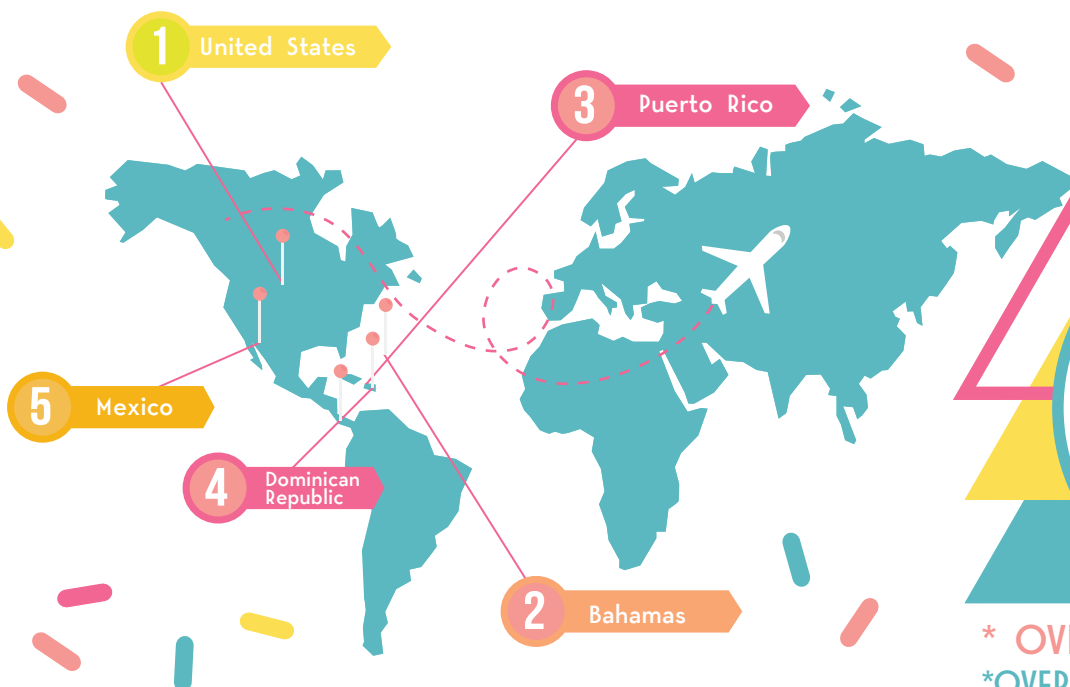 1 United States
3 Puerto Rico
5 Mexico
4 Dominican
Republic
2 Bahamas